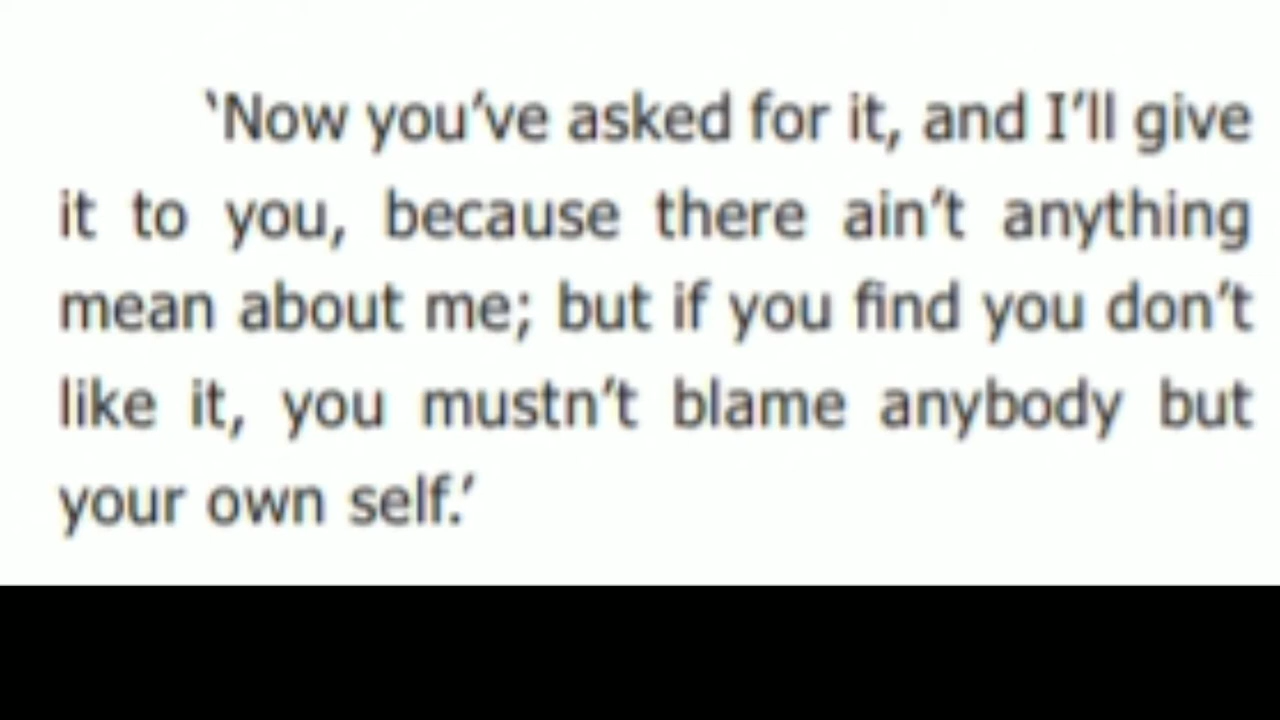 ‘Now you’ve asked for it, and I’ll give
it to you, because there ain’t anything
mean about me; but if you find you don’t
like it, you mustn’t blame anybody but
your own self.’